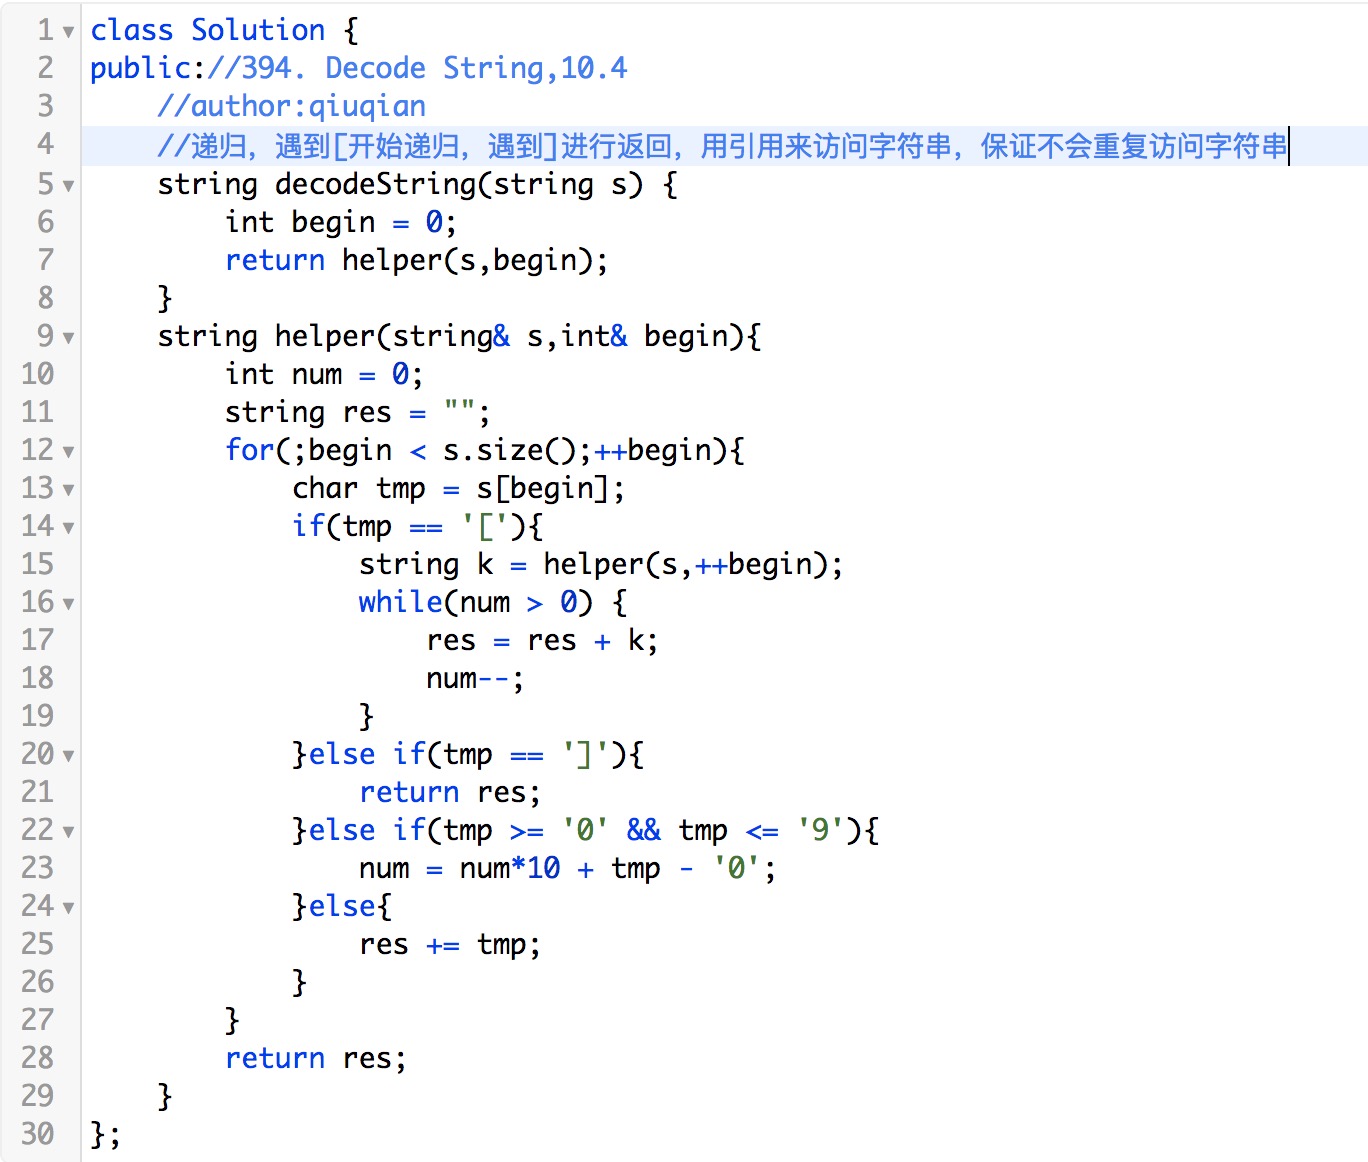 1 class Solution {
2 public://394. Decode String,10.4
3     //author:qiuqian
4     //递归，遇到[开始递归，遇到]进行返回，用引用来访问字符串，保证不会重复访问字符串
5     string decodeString(string s) {
6         int begin = 0;
7         return helper(s,begin);
8     }
9     string helper(string& s,int& begin){
10         int num = 0;
11         string res = "";
12         for(;begin < s.size();++begin){
13             char tmp = s[begin];
14             if(tmp == '['){
15                 string k = helper(s,++begin);
16                 while(num > 0) {
17                     res = res + k;
18                     num--;
19                 }
20             }else if(tmp == ']'){
21                 return res;
22             }else if(tmp >= '0' && tmp <= '9'){
23                 num = num*10 + tmp - '0';
24             }else{
25                 res += tmp;
26             }
27         }
28         return res;
29     }
30 };